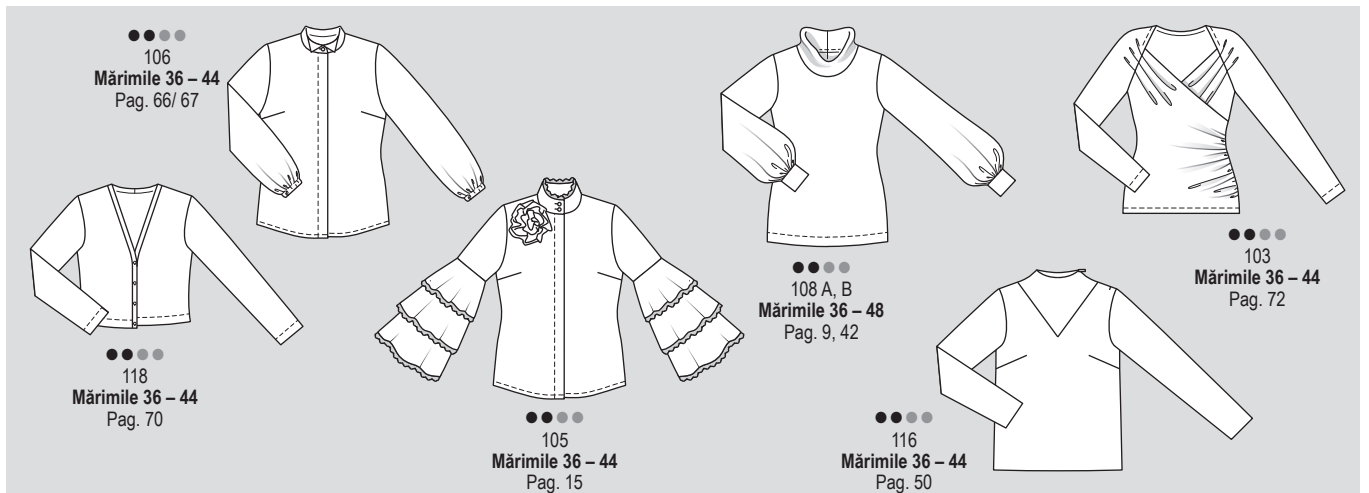 106
Mărimile 36 – 44
Pag. 66/ 67
118
Mărimile 36 – 44
Pag. 70
105
Mărimile 36 – 44
Pag. 15
108 A, B
Mărimile 36 – 48
Pag. 9, 42
116
Mărimile 36 – 44
Pag. 50
103
Mărimile 36 – 44
Pag. 72